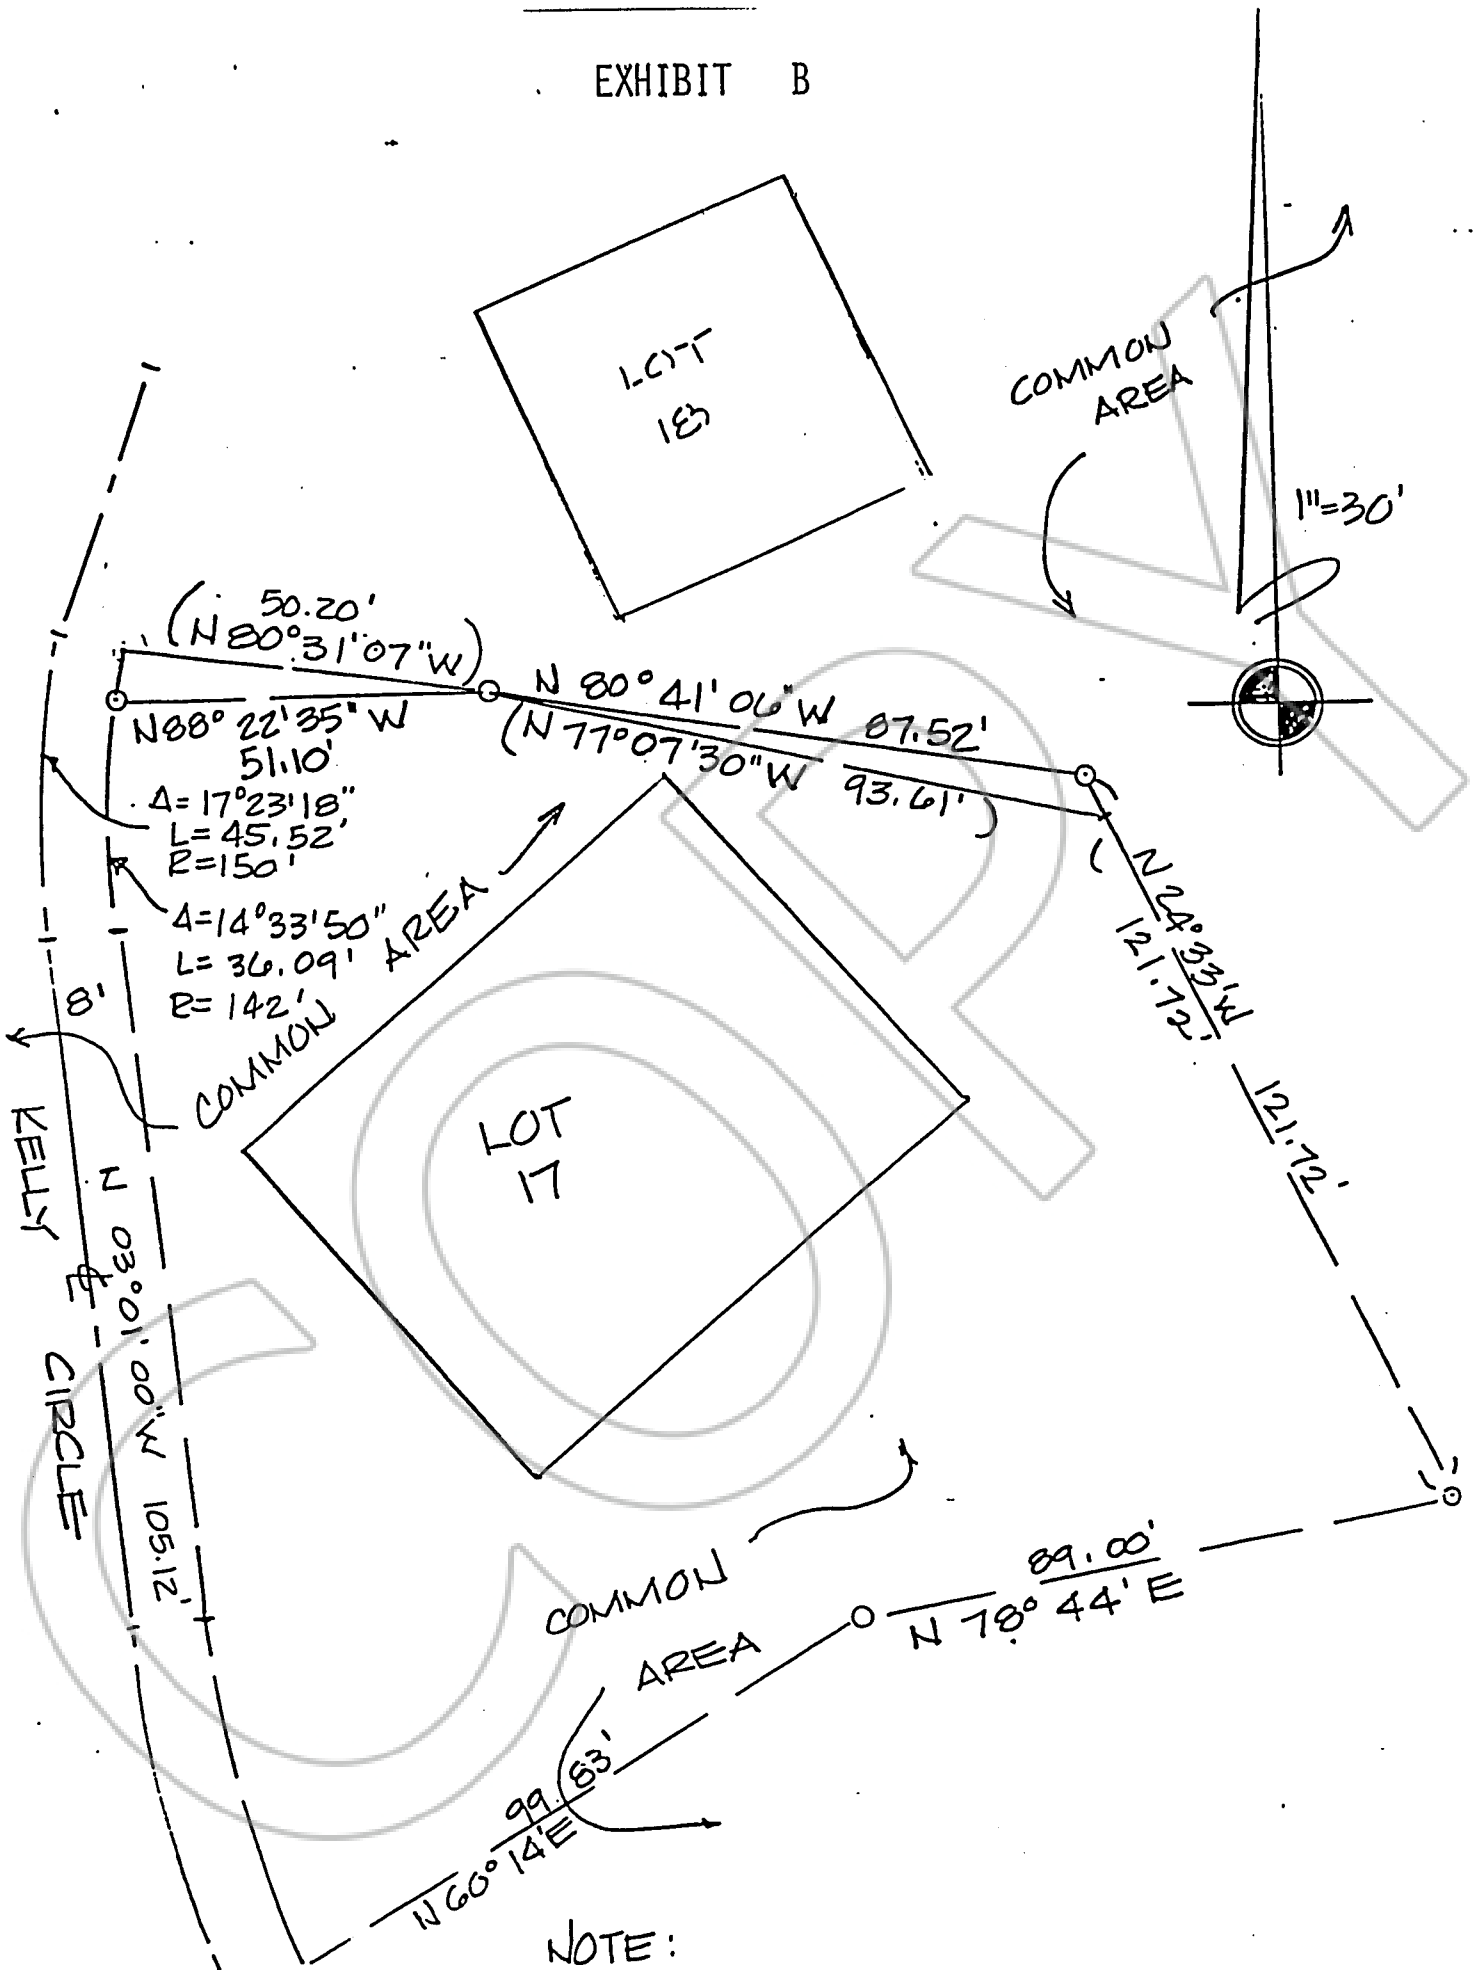 EXHIBIT B
LOT
18
COMMON
AREA
1"=30'
50.20'
(N 80°31'07"W)
N88° 22'35" W
51.10'
N 80° 41' 06" W 87.52'
(N 77°07'30"W 93.61')
Δ=17°23'18"
L=45.52'
R=150'
Δ=14°33'50"
L=36.09'
R=142'
8'
COMMON AREA
(N 24°33'W
121.72'
121.72'
LOT
17
KELLY ℄ CIRCLE
N 03°01'00"W 105.12'
COMMON
AREA
89.00'
N 78° 44' E
99.83'
N 60° 14' E
NOTE:
COPY